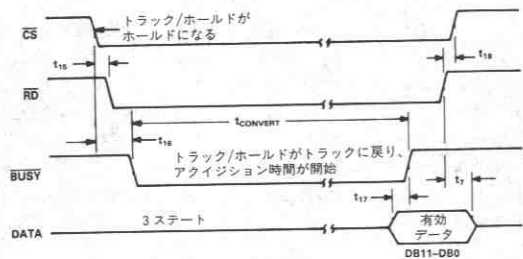 トラック/ホールドが
ホールドになる
CS
t15
t18
RD
tCONVERT
t16
トラック/ホールドがトラックに戻り、
アクイジション時間が開始
BUSY
t17
t7
3ステート
有効
データ
DATA
DB11–DB0